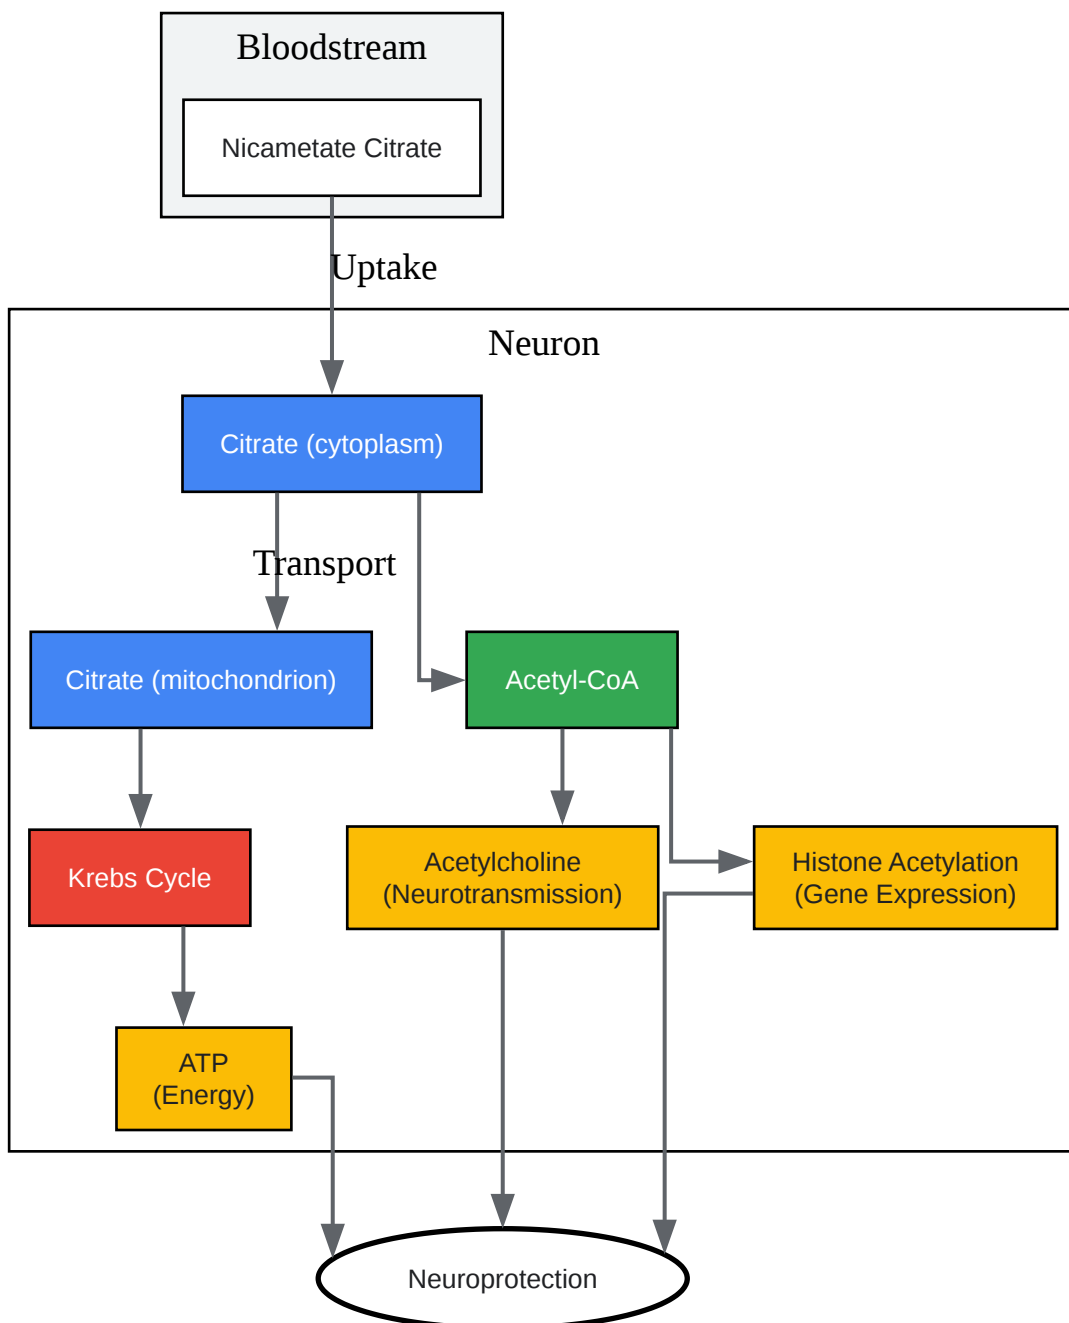 Bloodstream
Nicametate Citrate
Uptake
Neuron
Citrate (cytoplasm)
Transport
Citrate (mitochondrion)
Acetyl-CoA
Krebs Cycle
Acetylcholine
(Neurotransmission)
Histone Acetylation
(Gene Expression)
ATP
(Energy)
Neuroprotection